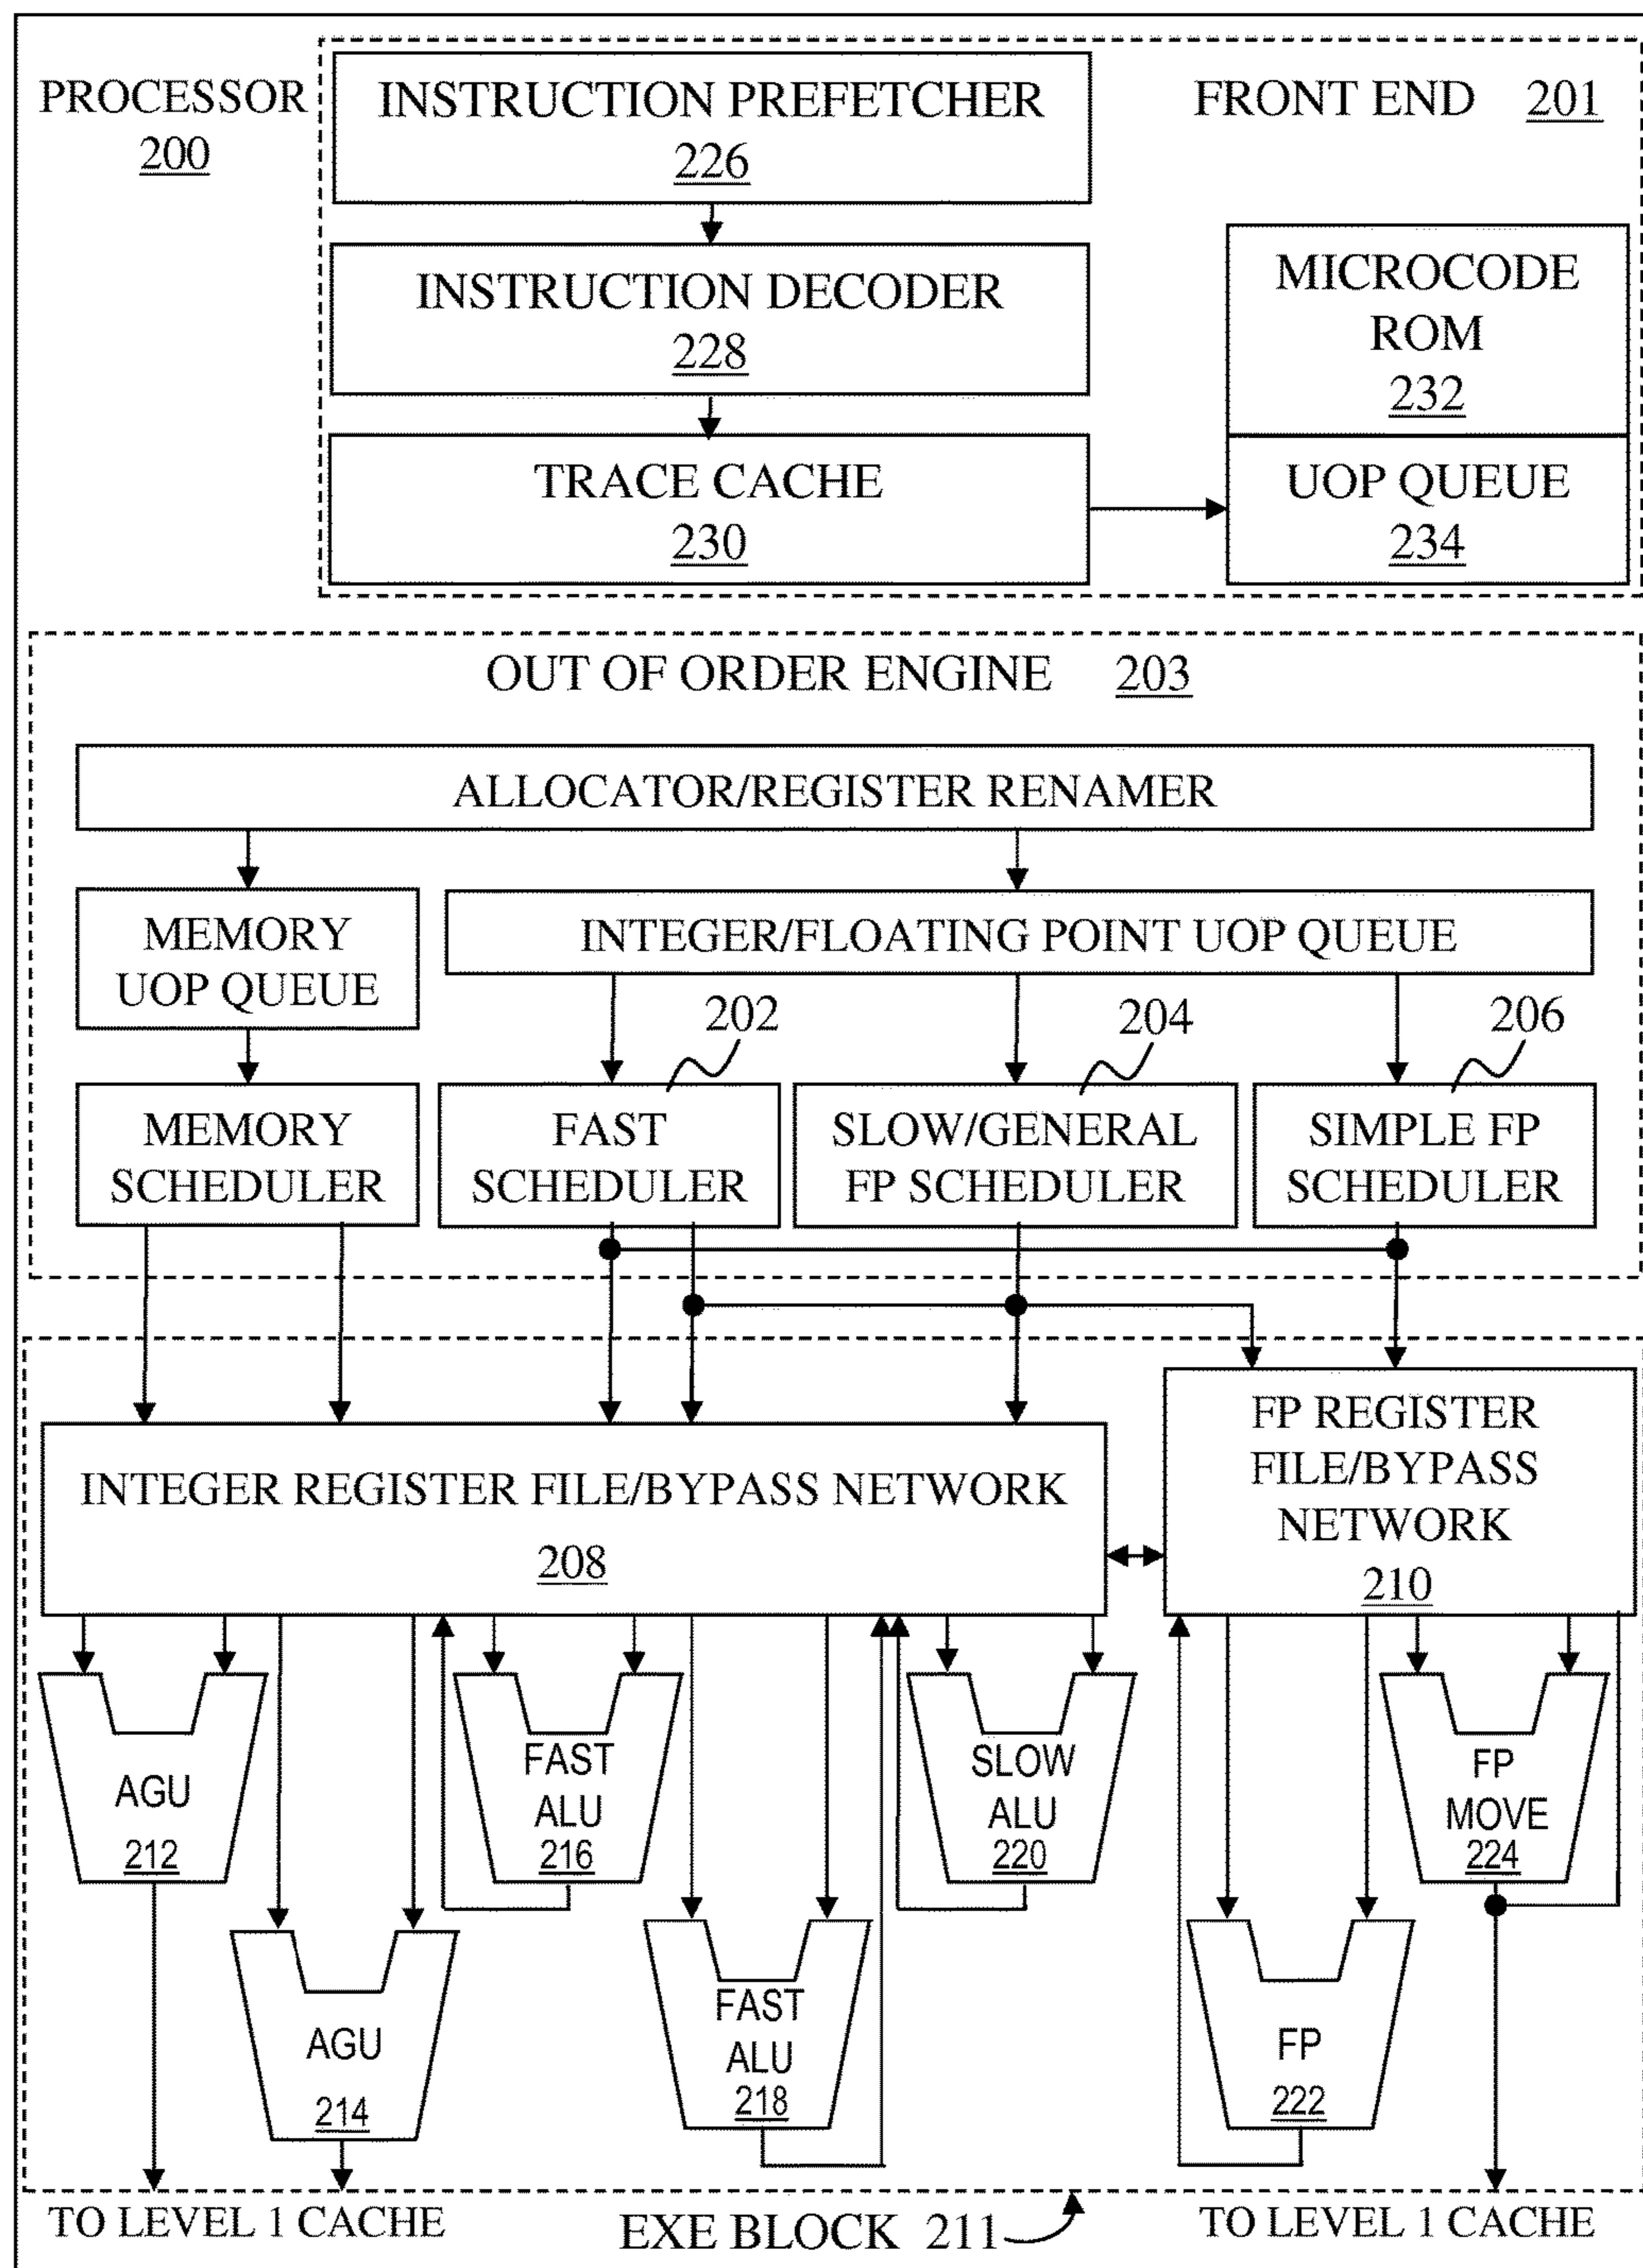 PROCESSOR
200
INSTRUCTION PREFETCHER
226
FRONT END 201
INSTRUCTION DECODER
228
MICROCODE
ROM
232
TRACE CACHE
230
UOP QUEUE
234
OUT OF ORDER ENGINE 203
ALLOCATOR/REGISTER RENAMER
MEMORY
UOP QUEUE
INTEGER/FLOATING POINT UOP QUEUE
202
204
206
MEMORY
SCHEDULER
FAST
SCHEDULER
SLOW/GENERAL
FP SCHEDULER
SIMPLE FP
SCHEDULER
INTEGER REGISTER FILE/BYPASS NETWORK
208
FP REGISTER
FILE/BYPASS
NETWORK
210
AGU
212
FAST
ALU
216
SLOW
ALU
220
FP
MOVE
224
AGU
214
FAST
ALU
218
FP
222
TO LEVEL 1 CACHE
EXE BLOCK 211
TO LEVEL 1 CACHE